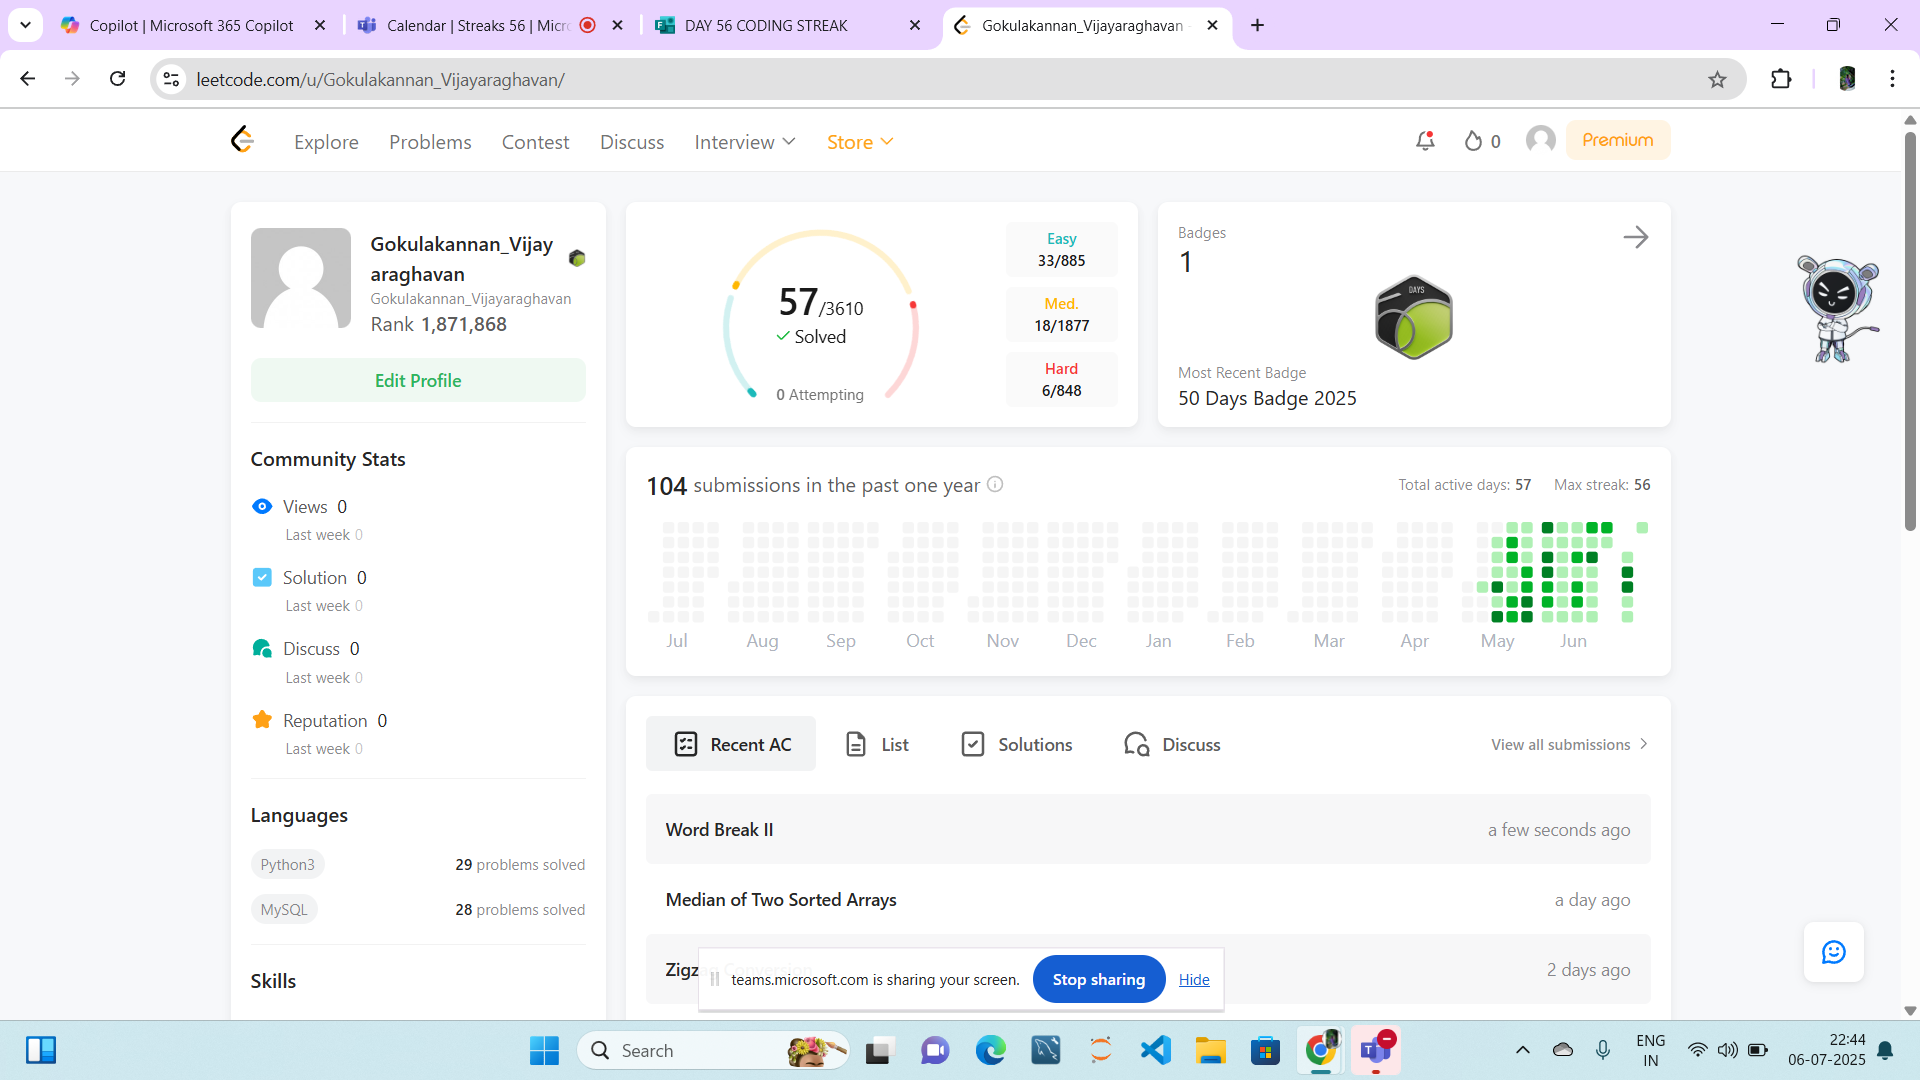 Copilot | Microsoft 365 Copilot
Calendar | Streaks 56 | Micro
DAY 56 CODING STREAK
Gokulakannan_Vijayaraghavan -
leetcode.com/u/Gokulakannan_Vijayaraghavan/
Explore
Problems
Contest
Discuss
Interview
Store
0
Premium
Gokulakannan_Vijay
araghavan
Gokulakannan_Vijayaraghavan
Rank 1,871,868
Edit Profile
Community Stats
Views 0
Last week 0
Solution 0
Last week 0
Discuss 0
Last week 0
Reputation 0
Last week 0
Languages
Python3 29 problems solved
MySQL 28 problems solved
Skills
57/3610
Solved
0 Attempting
Easy
33/885
Med.
18/1877
Hard
6/848
Badges
1
DAYS
Most Recent Badge
50 Days Badge 2025
104 submissions in the past one year
Total active days: 57 Max streak: 56
Jul Aug Sep Oct Nov Dec Jan Feb Mar Apr May Jun
Recent AC
List
Solutions
Discuss
View all submissions
Word Break II a few seconds ago
Median of Two Sorted Arrays a day ago
2 days ago
teams.microsoft.com is sharing your screen.
Stop sharing
Hide
Search
ENG
IN
22:44
06-07-2025